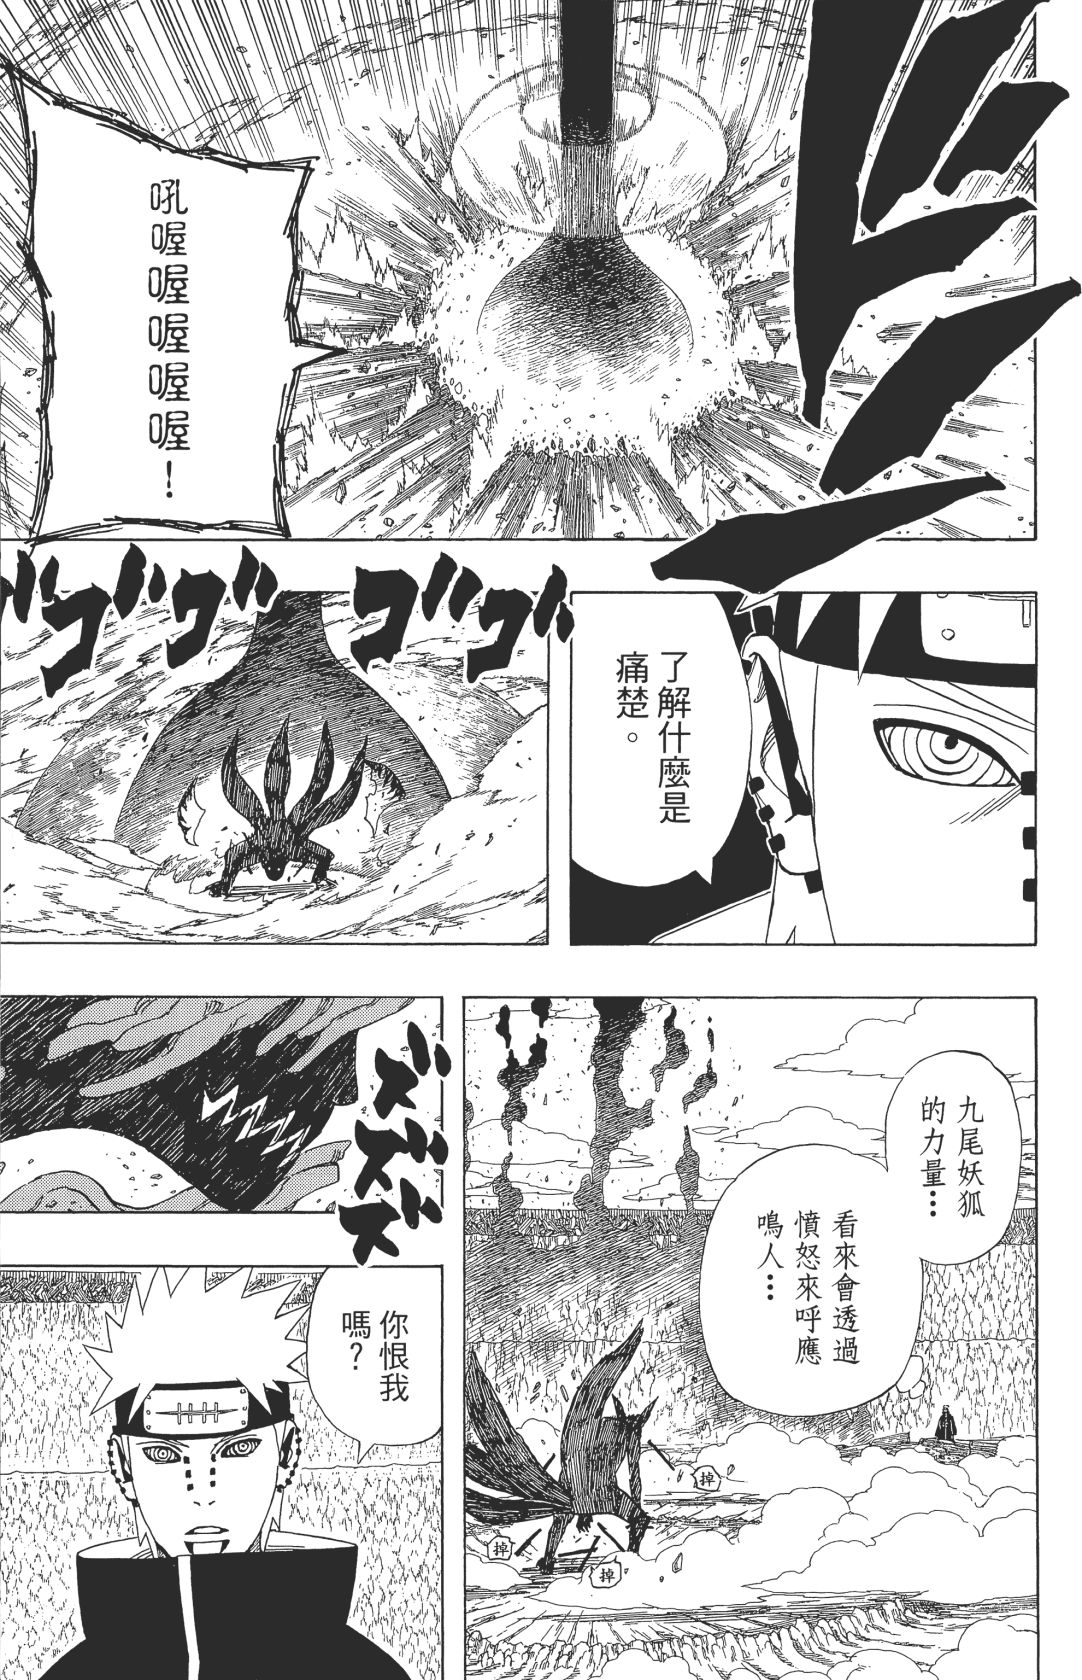 吼喔喔喔喔喔！
了解什麼是
痛楚。
ゴゴ
ゴゴゴ
九尾妖狐
的力量…
看來會透過
憤怒來呼應
鳴人…
掉
掉
掉
ズズズズ
你恨我
嗎？